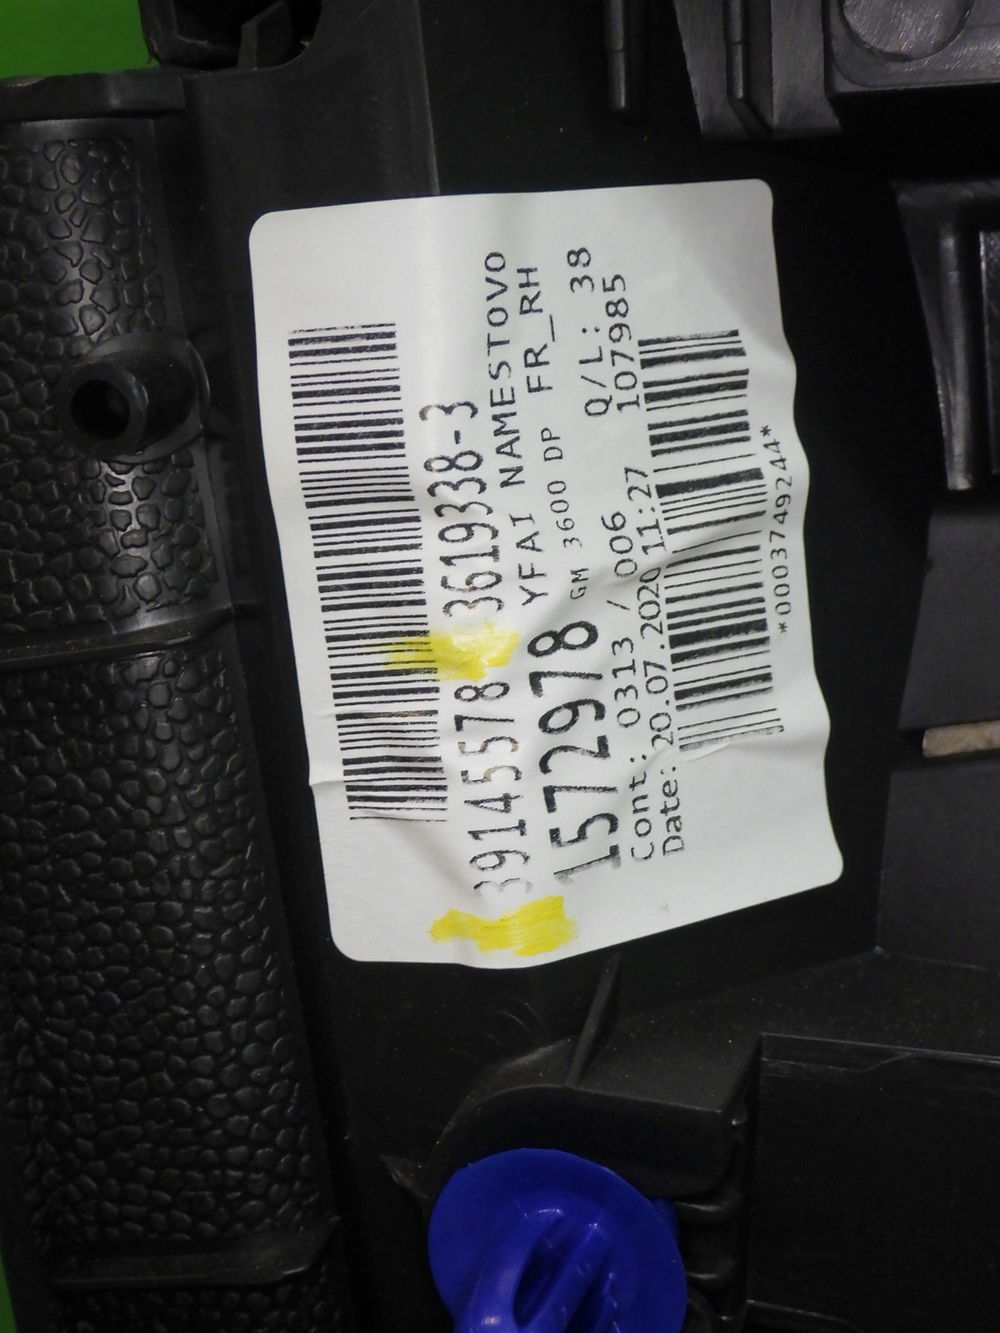 39145578 3619338-3
1572978 YFAI NAMESTOVO
GM 3600 DP FR_RH
Cont: 0313 / 006 Q/L: 38
Date: 20.07.2020 11:27 107985
*0003749244*